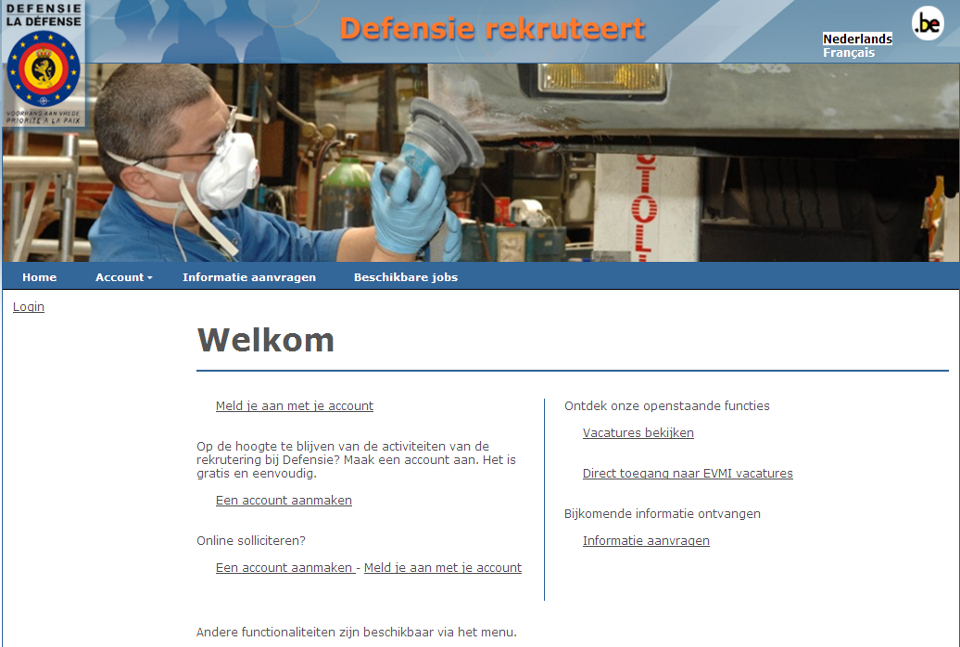 DEFENSIE
LA DÉFENSE
VOORRANG AAN VREDE
PRIORITE A LA PAIX
Defensie rekruteert
.be
Nederlands
Français
Home
Account
Informatie aanvragen
Beschikbare jobs
Login
Welkom
Meld je aan met je account
Op de hoogte te blijven van de activiteiten van de
rekrutering bij Defensie? Maak een account aan. Het is
gratis en eenvoudig.
Een account aanmaken
Online solliciteren?
Een account aanmaken - Meld je aan met je account
Ontdek onze openstaande functies
Vacatures bekijken
Direct toegang naar EVMI vacatures
Bijkomende informatie ontvangen
Informatie aanvragen
Andere functionaliteiten zijn beschikbaar via het menu.